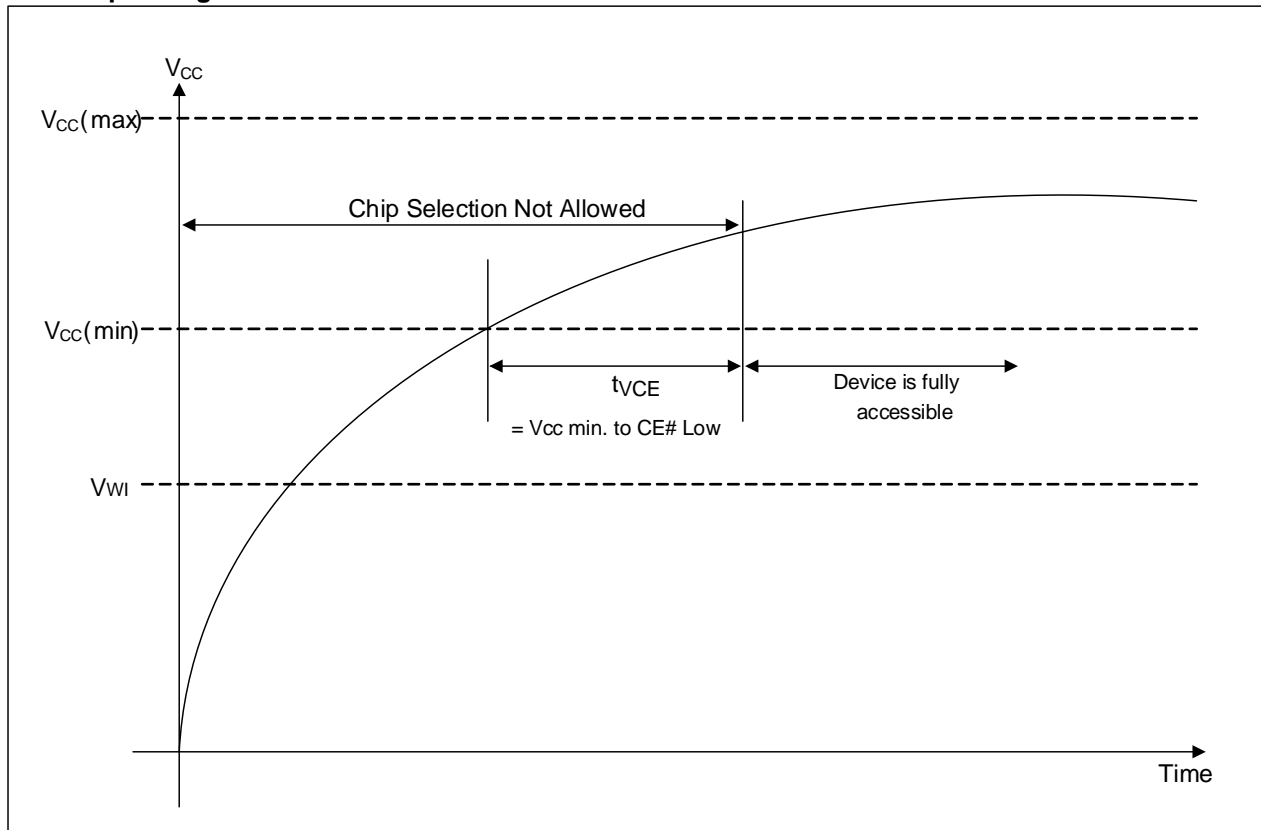 VCC
VCC(max)
Chip Selection Not Allowed
VCC(min)
tVCE
= Vcc min. to CE# Low
Device is fully
accessible
VWI
Time